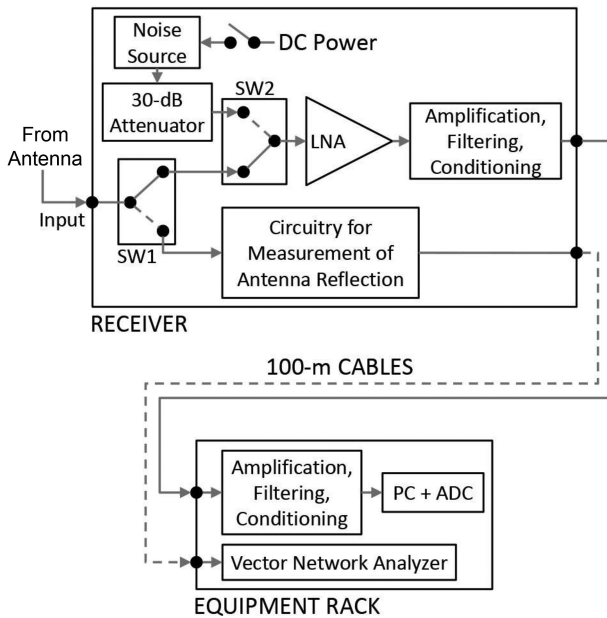 Noise
Source
DC Power
SW2
30-dB
Attenuator
LNA
Amplification,
Filtering,
Conditioning
From
Antenna
Input
SW1
Circuitry for
Measurement of
Antenna Reflection
RECEIVER
100-m CABLES
Amplification,
Filtering,
Conditioning
PC + ADC
Vector Network Analyzer
EQUIPMENT RACK